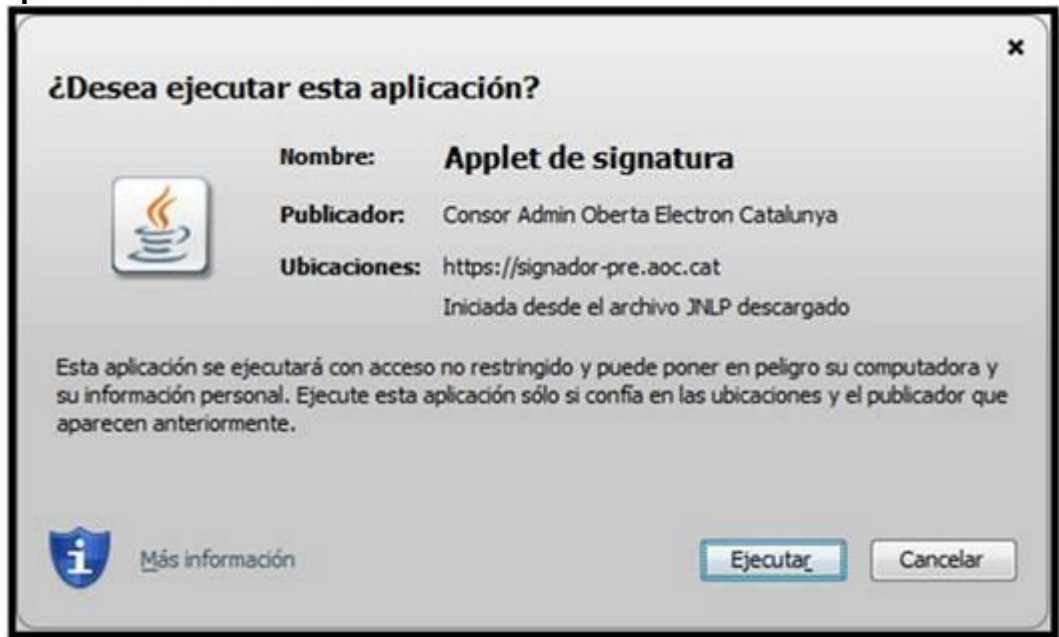 ¿Desea ejecutar esta aplicación?
Nombre: Applet de signatura
Publicador: Consor Admin Oberta Electron Catalunya
Ubicaciones: https://signador-pre.aoc.cat
Iniciada desde el archivo JNLP descargado
Esta aplicación se ejecutará con acceso no restringido y puede poner en peligro su computadora y
su información personal. Ejecute esta aplicación sólo si confía en las ubicaciones y el publicador que
aparecen anteriormente.
Más información
Ejecutar
Cancelar